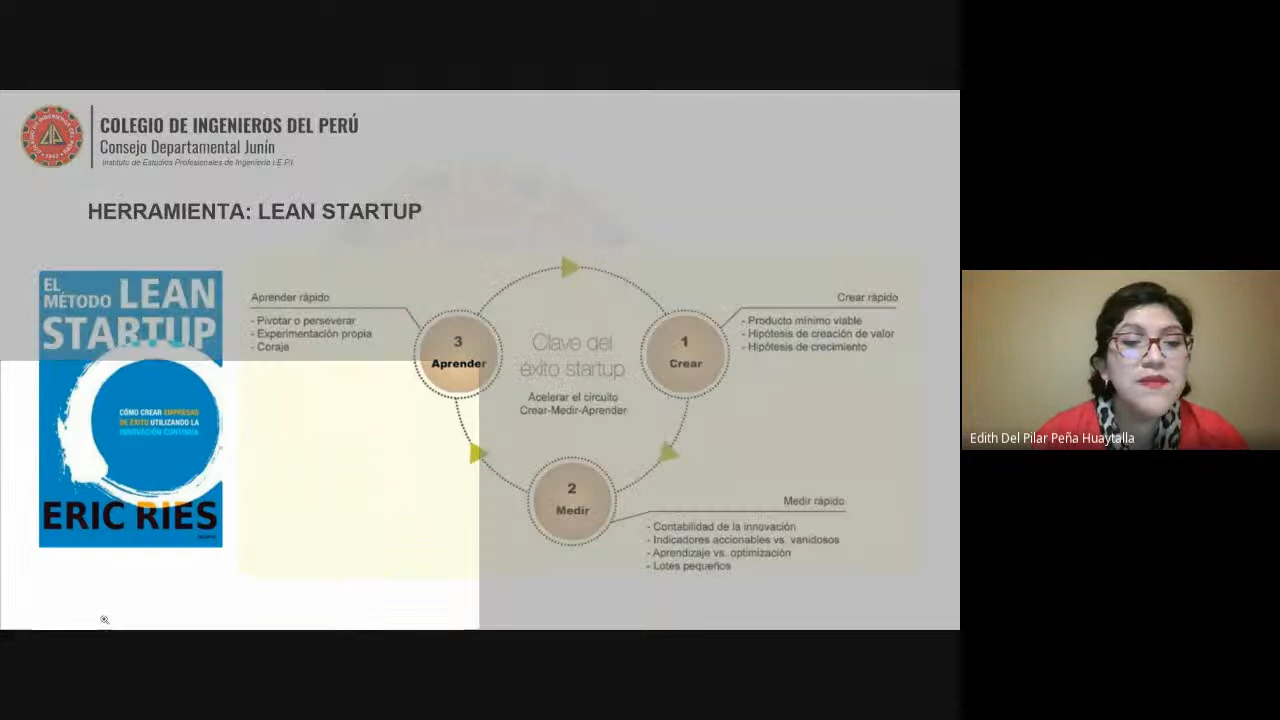 COLEGIO DE INGENIEROS DEL PERÚ
Consejo Departamental Junín
Instituto de Estudios Profesionales de Ingeniería I.E.P.I.
HERRAMIENTA: LEAN STARTUP
EL
MÉTODO LEAN
STARTUP
CÓMO CREAR EMPRESAS
DE ÉXITO UTILIZANDO LA
INNOVACIÓN CONTINUA
ERIC RIES
Aprender rápido
- Pivotar o perseverar
- Experimentación propia
- Coraje
3
Aprender
Clave del
éxito startup
Acelerar el circuito
Crear-Medir-Aprender
1
Crear
Crear rápido
- Producto mínimo viable
- Hipótesis de creación de valor
- Hipótesis de crecimiento
2
Medir
Medir rápido
- Contabilidad de la innovación
- Indicadores accionables vs. vanidosos
- Aprendizaje vs. optimización
- Lotes pequeños
Edith Del Pilar Peña Huaytalla